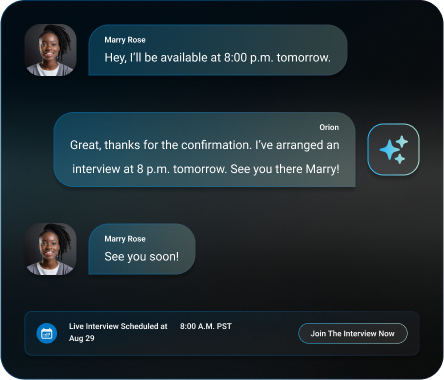 Marry Rose
Hey, I'll be available at 8:00 p.m. tomorrow.
Orion
Great, thanks for the confirmation. I've arranged an
interview at 8 p.m. tomorrow. See you there Marry!
Marry Rose
See you soon!
Live Interview Scheduled at 8:00 A.M. PST
Aug 29
Join The Interview Now